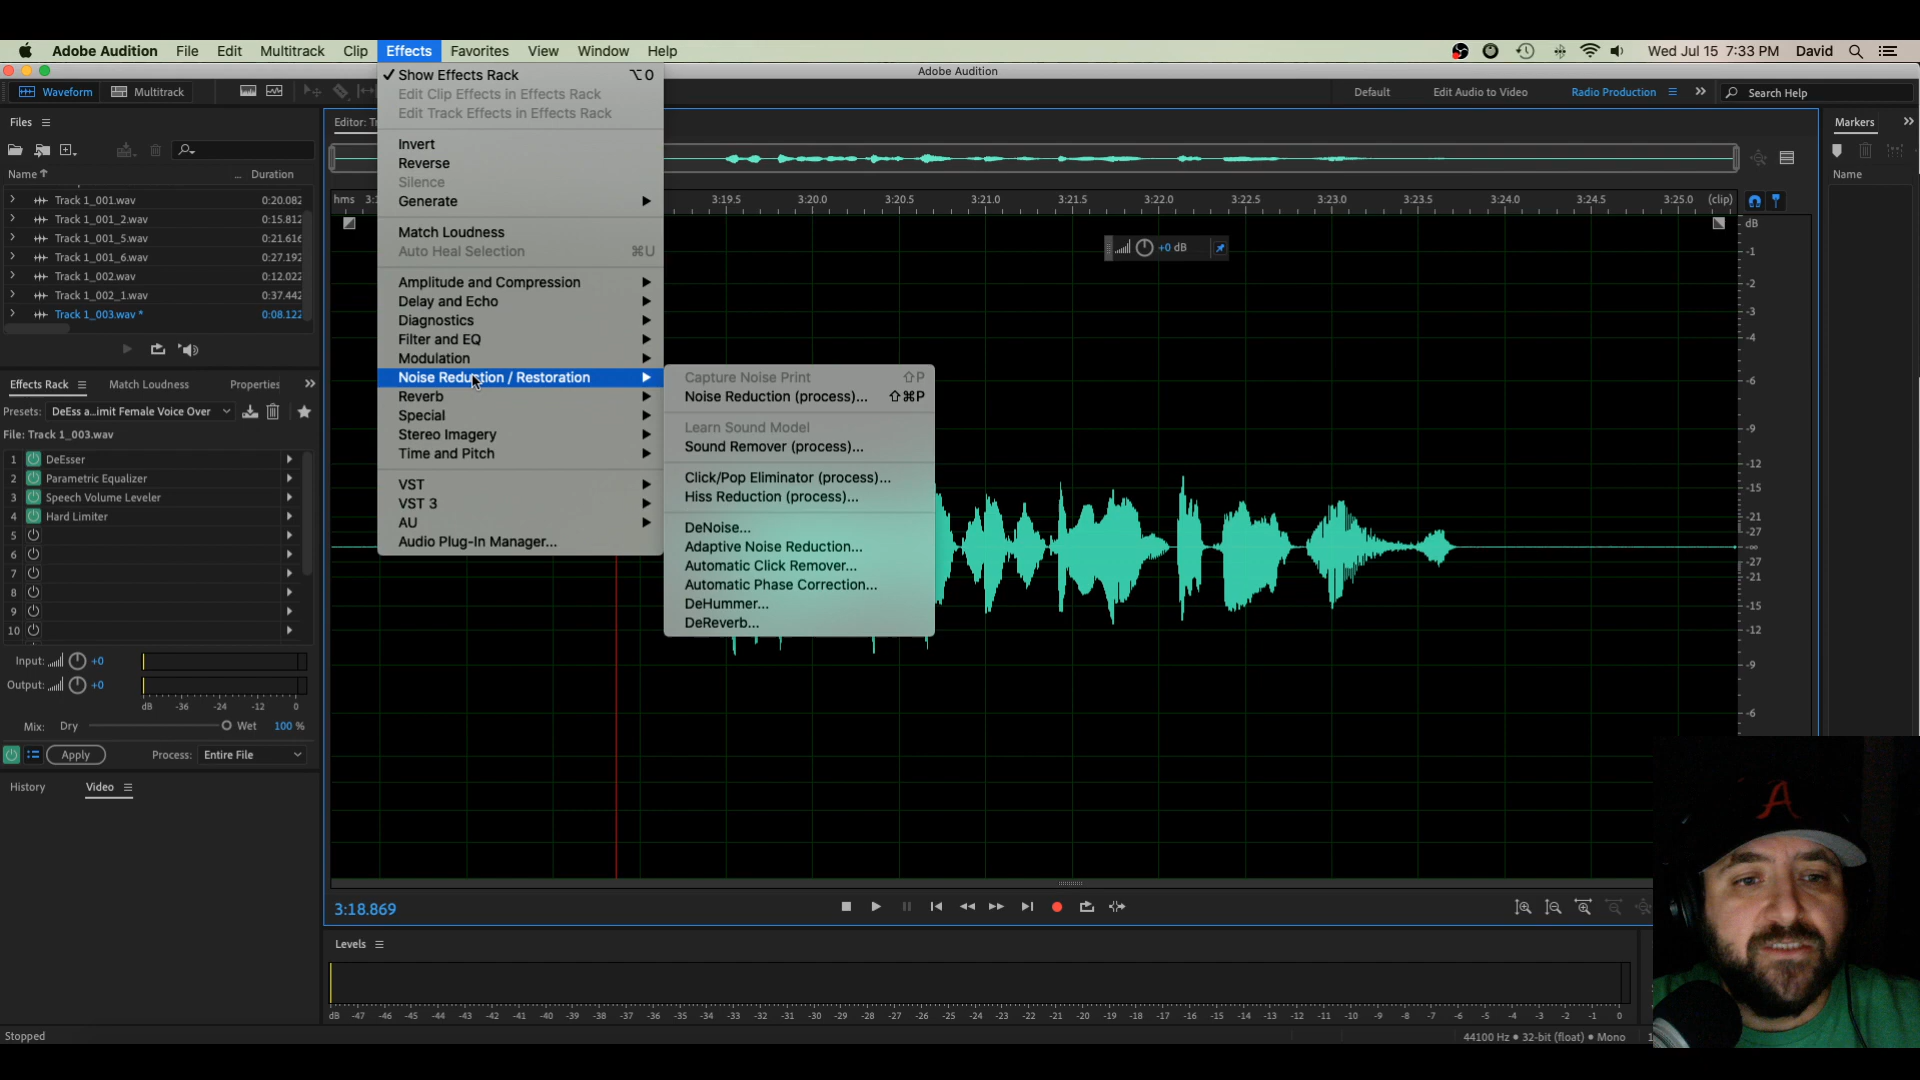 Adobe Audition File Edit Multitrack Clip Effects Favorites View Window Help Wed Jul 15 7:33 PM David
Adobe Audition
Waveform Multitrack Default Edit Audio to Video Radio Production Search Help
Files
Name Duration
Track 1_001.wav 0:20.082
Track 1_001_2.wav 0:15.812
Track 1_001_5.wav 0:21.616
Track 1_001_6.wav 0:27.192
Track 1_002.wav 0:12.022
Track 1_002_1.wav 0:37.442
Track 1_003.wav * 0:08.122
Effects Rack Match Loudness Properties
Presets: DeEss a...imit Female Voice Over
File: Track 1_003.wav
1 DeEsser
2 Parametric Equalizer
3 Speech Volume Leveler
4 Hard Limiter
5
6
7
8
9
10
Input: +0
Output: +0
dB -36 -24 -12 0
Mix: Dry Wet 100 %
Apply Process: Entire File
History Video
Stopped
Show Effects Rack ⌥0
Edit Clip Effects in Effects Rack
Edit Track Effects in Effects Rack
Invert
Reverse
Silence
Generate
Match Loudness
Auto Heal Selection ⌘U
Amplitude and Compression
Delay and Echo
Diagnostics
Filter and EQ
Modulation
Noise Reduction / Restoration
Reverb
Special
Stereo Imagery
Time and Pitch
VST
VST 3
AU
Audio Plug-In Manager...
Capture Noise Print ⇧P
Noise Reduction (process)... ⇧⌘P
Learn Sound Model
Sound Remover (process)...
Click/Pop Eliminator (process)...
Hiss Reduction (process)...
DeNoise...
Adaptive Noise Reduction...
Automatic Click Remover...
Automatic Phase Correction...
DeHummer...
DeReverb...
Editor:
hms 3:19.5 3:20.0 3:20.5 3:21.0 3:21.5 3:22.0 3:22.5 3:23.0 3:23.5 3:24.0 3:24.5 3:25.0 (clip)
+0 dB
dB
-1
-2
-3
-4
-6
-9
-12
-15
-21
-27
-∞
-27
-21
-15
-12
-9
-6
3:18.869
Levels
dB -47 -46 -45 -44 -43 -42 -41 -40 -39 -38 -37 -36 -35 -34 -33 -32 -31 -30 -29 -28 -27 -26 -25 -24 -23 -22 -21 -20 -19 -18 -17 -16 -15 -14 -13 -12 -11 -10 -9 -8 -7 -6 -5 -4 -3 -2 -1 0
44100 Hz • 32-bit (float) • Mono
Markers
Name
A